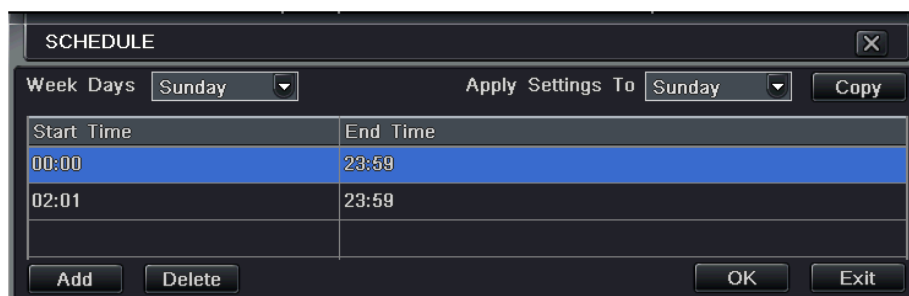 SCHEDULE
Week Days Sunday Apply Settings To Sunday Copy
Start Time End Time
00:00 23:59
02:01 23:59
Add Delete OK Exit